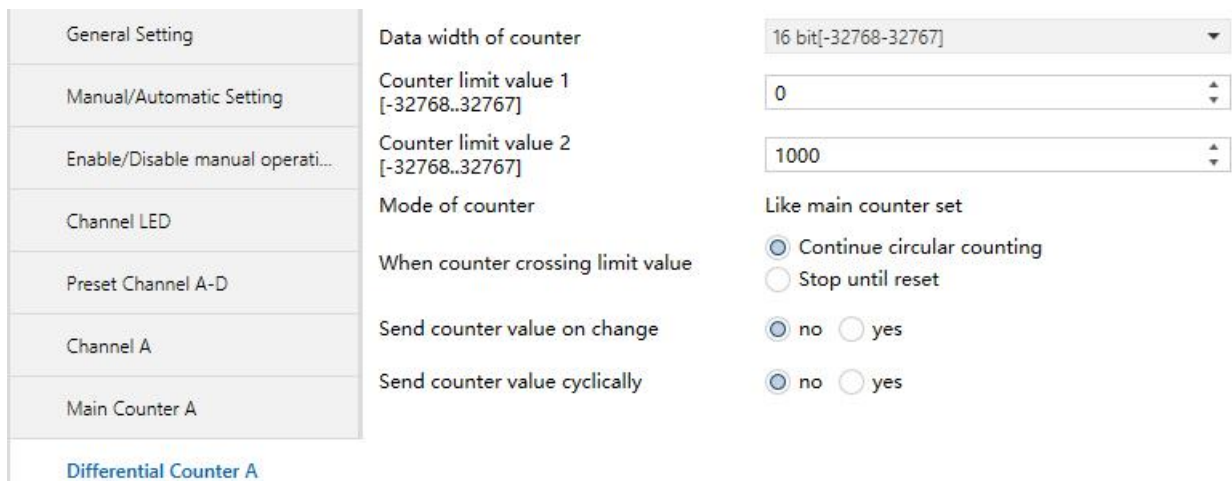 General Setting
Manual/Automatic Setting
Enable/Disable manual operati...
Channel LED
Preset Channel A-D
Channel A
Main Counter A
Differential Counter A
Data width of counter
16 bit[-32768-32767]
Counter limit value 1
[-32768..32767]
0
Counter limit value 2
[-32768..32767]
1000
Mode of counter
Like main counter set
When counter crossing limit value
Continue circular counting
Stop until reset
Send counter value on change
no yes
Send counter value cyclically
no yes